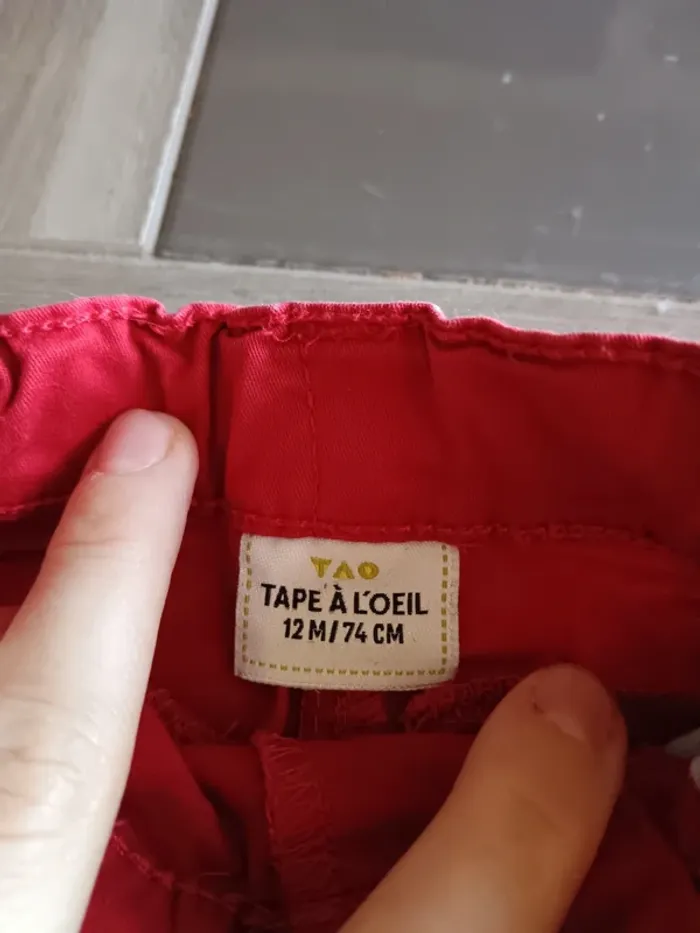 TAO
TAPE À L'OEIL
12 M/74 CM